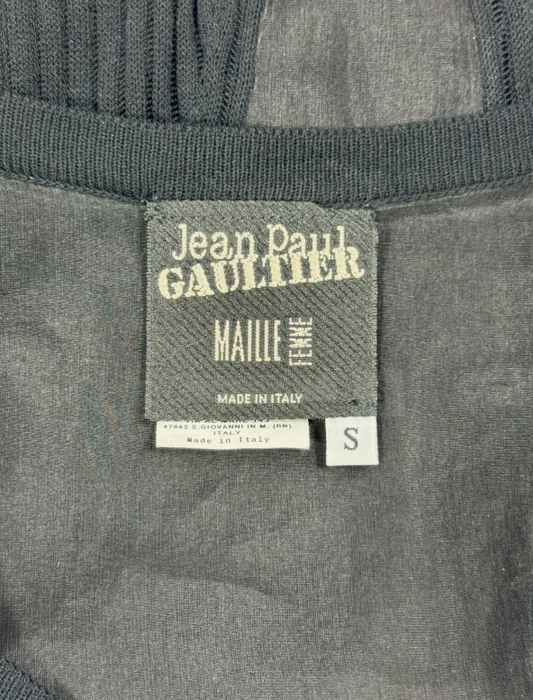 Jean Paul
GAULTIER
MAILLE FEMME
MADE IN ITALY
47842 S.GIOVANNI IN M. (RN)
ITALY
Made in Italy
S